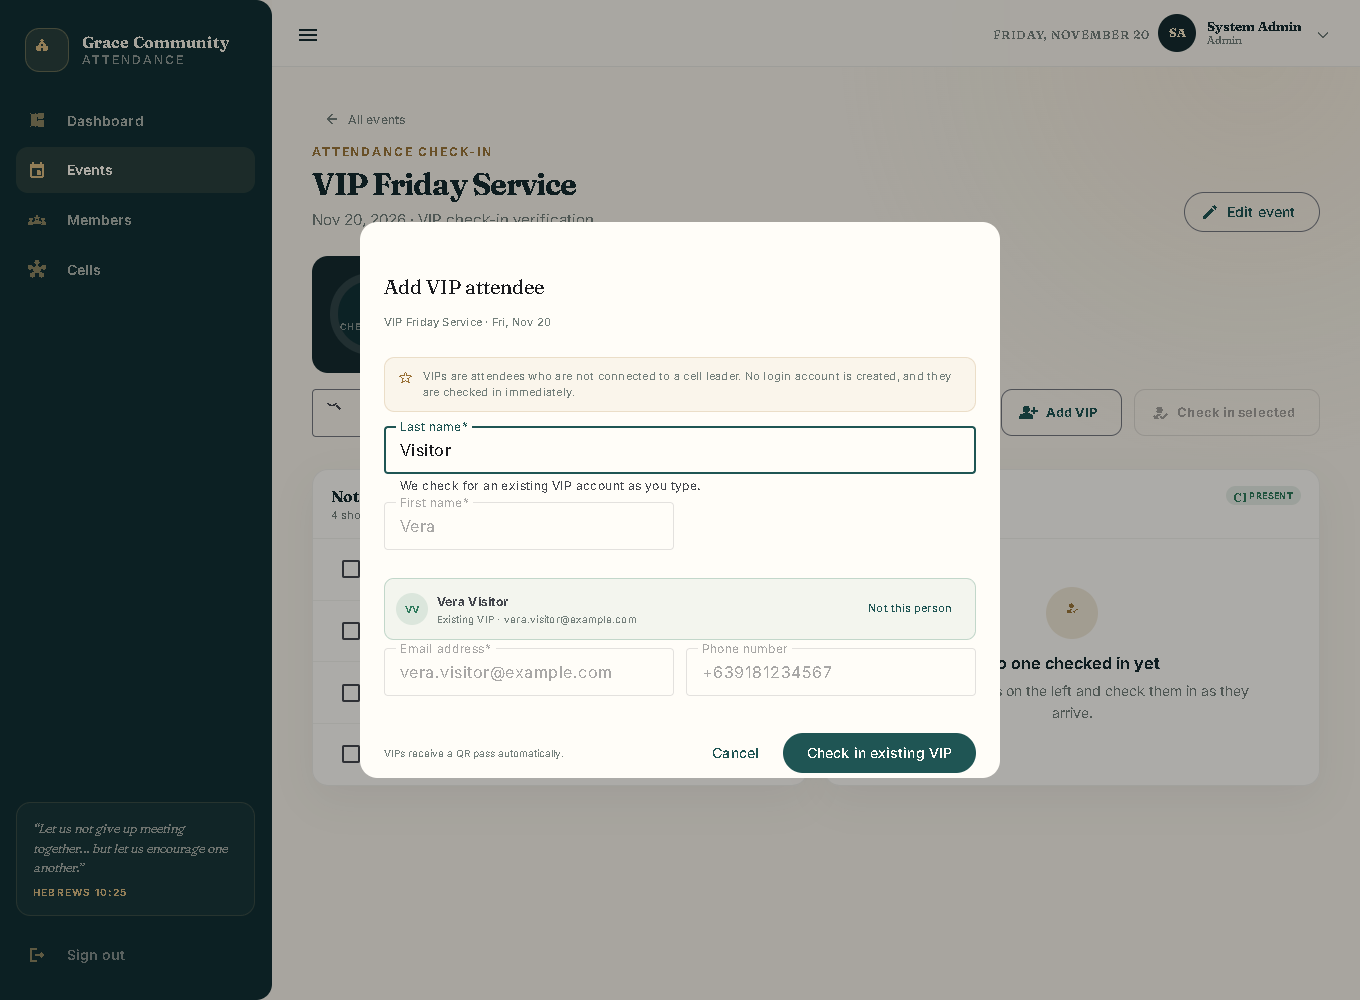 Grace Community
ATTENDANCE
Dashboard
Events
Members
Cells
“Let us not give up meeting
together... but let us encourage one
another.”
HEBREWS 10:25
Sign out
FRIDAY, NOVEMBER 20
SA
System Admin
Admin
All events
ATTENDANCE CHECK-IN
VIP Friday Service
Nov 20, 2026 · VIP check-in verification
Edit event
Add VIP
Check in selected
PRESENT
Add VIP attendee
VIP Friday Service · Fri, Nov 20
VIPs are attendees who are not connected to a cell leader. No login account is created, and they
are checked in immediately.
Last name*
Visitor
We check for an existing VIP account as you type.
First name*
Vera
VV
Vera Visitor
Existing VIP · vera.visitor@example.com
Not this person
Email address*
vera.visitor@example.com
Phone number
+639181234567
VIPs receive a QR pass automatically.
Cancel
Check in existing VIP
one checked in yet
on the left and check them in as they
arrive.